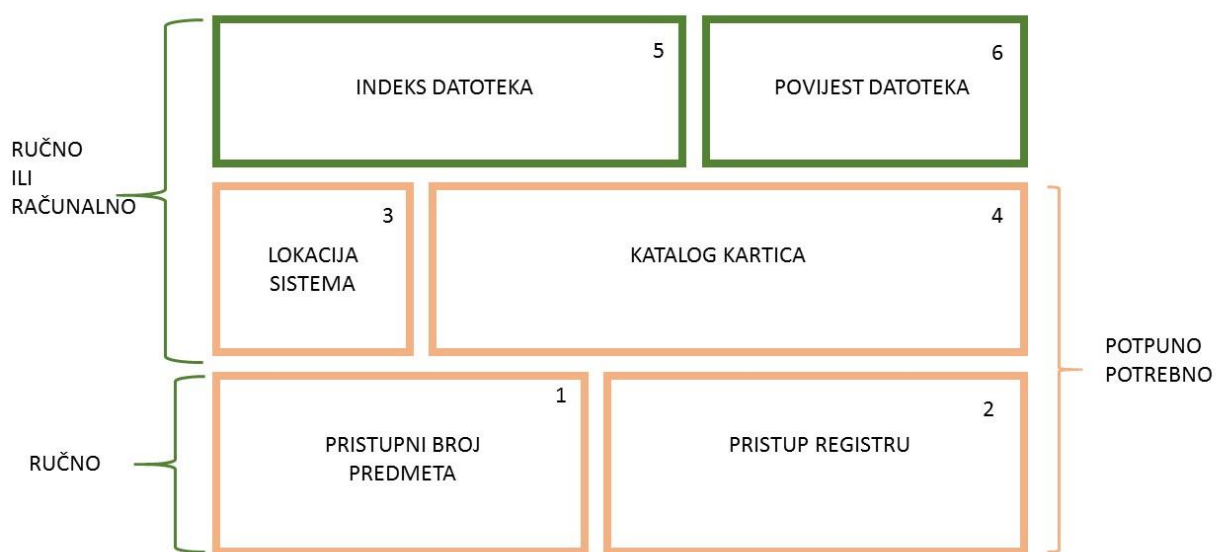 5
INDEKS DATOTEKA
6
POVIJEST DATOTEKA
RUČNO
ILI
RAČUNALNO
3
LOKACIJA
SISTEMA
4
KATALOG KARTICA
POTPUNO
POTREBNO
1
PRISTUPNI BROJ
PREDMETA
2
PRISTUP REGISTRU
RUČNO